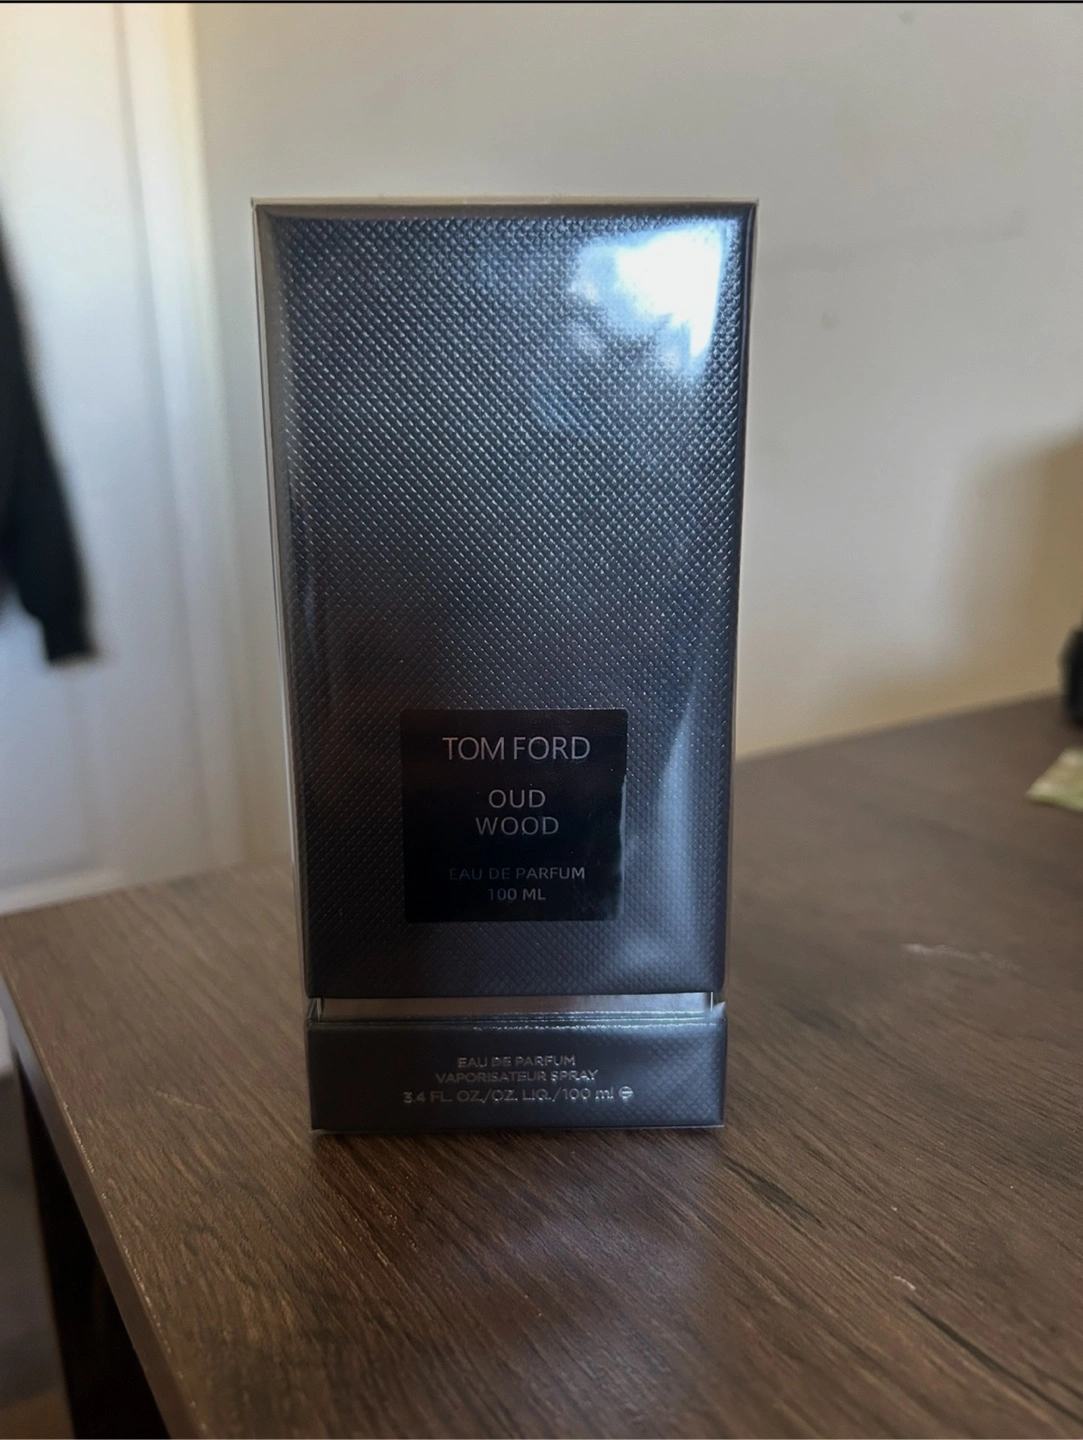 TOM FORD
OUD
WOOD
EAU DE PARFUM
100 ML
EAU DE PARFUM
VAPORISATEUR SPRAY
3.4 FL. OZ./OZ. LIQ./100 ml ℮